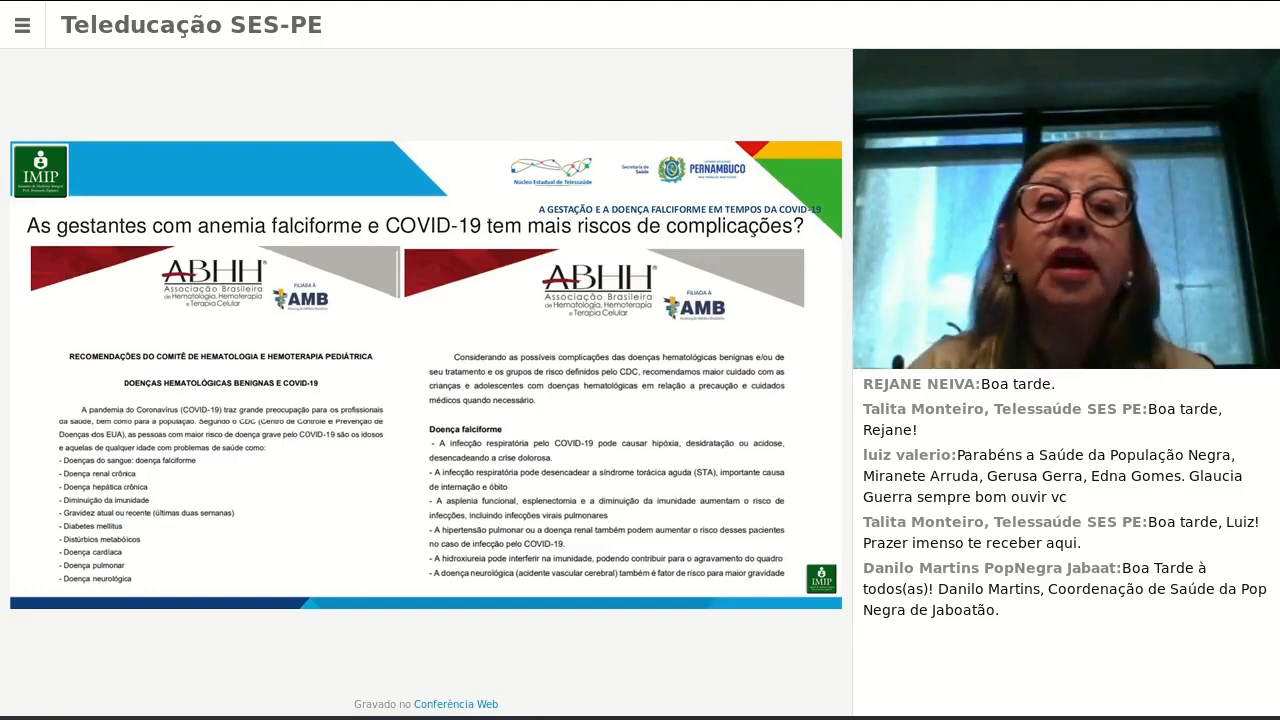 Teleducação SES-PE
IMIP
Núcleo Estadual de Telessaúde
Secretaria de
Saúde
PERNAMBUCO
A GESTAÇÃO E A DOENÇA FALCIFORME EM TEMPOS DA COVID-19
As gestantes com anemia falciforme e COVID-19 tem mais riscos de complicações?
ABHH
Associação Brasileira
de Hematologia, Hemoterapia
e Terapia Celular
FILIADA À
AMB
RECOMENDAÇÕES DO COMITÊ DE HEMATOLOGIA E HEMOTERAPIA PEDIÁTRICA
DOENÇAS HEMATOLÓGICAS BENIGNAS E COVID-19
A pandemia do Coronavírus (COVID-19) traz grande preocupação para os profissionais
da saúde, bem como para a população. Segundo o CDC (Centro de Controle e Prevenção de
Doenças dos EUA), as pessoas com maior risco de doença grave pelo COVID-19 são os idosos
e aquelas de qualquer idade com problemas de saúde como:
- Doenças do sangue: doença falciforme
- Doença renal crônica
- Doença hepática crônica
- Diminuição da imunidade
- Gravidez atual ou recente (últimas duas semanas)
- Diabetes mellitus
- Distúrbios metabóicos
- Doença cardíaca
- Doença pulmonar
- Doença neurológica
ABHH
Associação Brasileira
de Hematologia, Hemoterapia
e Terapia Celular
FILIADA À
AMB
Considerando as possíveis complicações das doenças hematológicas benignas e/ou de
seu tratamento e os grupos de risco definidos pelo CDC, recomendamos maior cuidado com as
crianças e adolescentes com doenças hematológicas em relação a precaução e cuidados
médicos quando necessário.
Doença falciforme
- A infecção respiratória pelo COVID-19 pode causar hipóxia, desidratação ou acidose,
desencadeando a crise dolorosa.
- A infecção respiratória pode desencadear a síndrome torácica aguda (STA), importante causa
de internação e óbito
- A asplenia funcional, esplenectomia e a diminuição da imunidade aumentam o risco de
infecções, incluindo infecções virais pulmonares
- A hipertensão pulmonar ou a doença renal também podem aumentar o risco desses pacientes
no caso de infecção pelo COVID-19.
- A hidroxiureia pode interferir na imunidade, podendo contribuir para o agravamento do quadro
- A doença neurológica (acidente vascular cerebral) também é fator de risco para maior gravidade
IMIP
Gravado no Conferência Web
REJANE NEIVA:Boa tarde.
Talita Monteiro, Telessaúde SES PE:Boa tarde,
Rejane!
luiz valerio:Parabéns a Saúde da População Negra,
Miranete Arruda, Gerusa Gerra, Edna Gomes. Glaucia
Guerra sempre bom ouvir vc
Talita Monteiro, Telessaúde SES PE:Boa tarde, Luiz!
Prazer imenso te receber aqui.
Danilo Martins PopNegra Jabaat:Boa Tarde à
todos(as)! Danilo Martins, Coordenação de Saúde da Pop
Negra de Jaboatão.